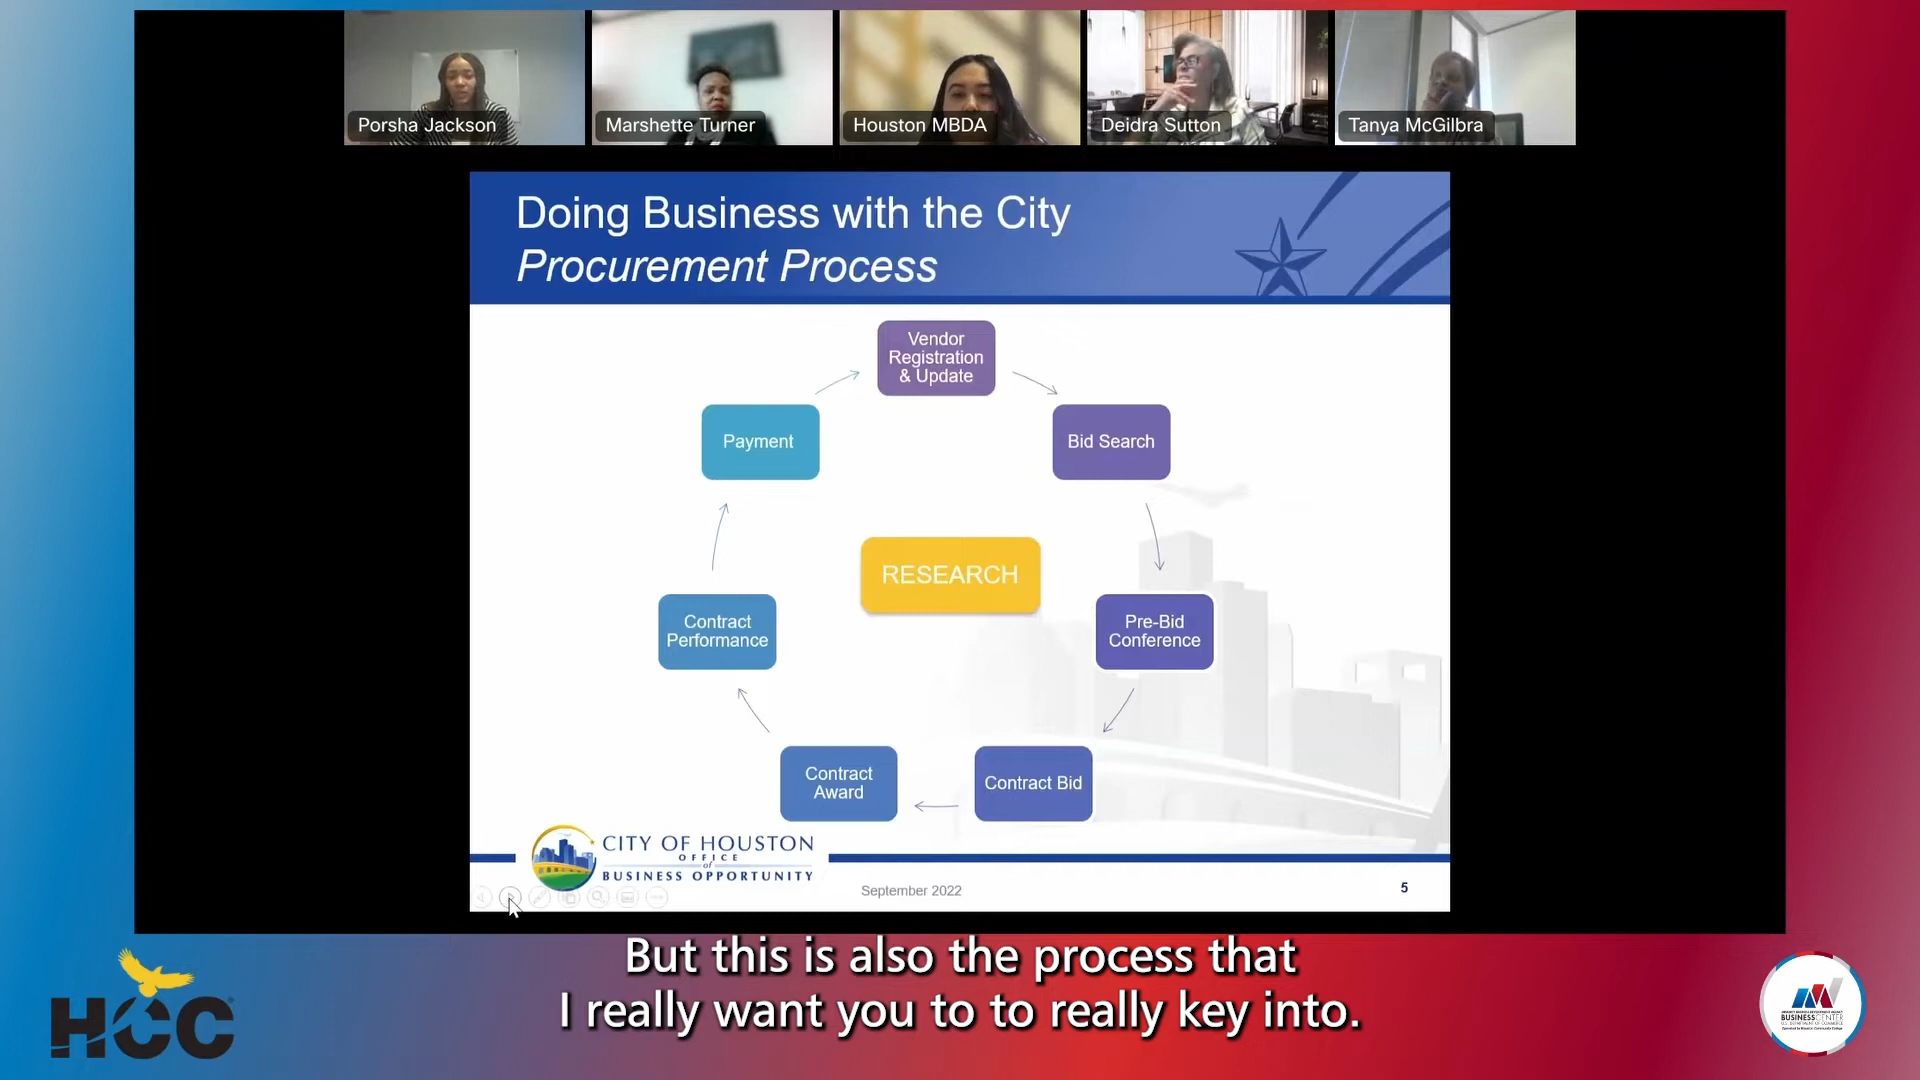 Porsha Jackson
Marshette Turner
Houston MBDA
Deidra Sutton
Tanya McGilbra
Doing Business with the City
Procurement Process
Vendor
Registration
& Update
Payment
Bid Search
RESEARCH
Contract
Performance
Pre-Bid
Conference
Contract
Award
Contract Bid
CITY OF HOUSTON
OFFICE
of
BUSINESS OPPORTUNITY
September 2022
5
But this is also the process that
I really want you to to really key into.
HCC
BUSINESS CENTER